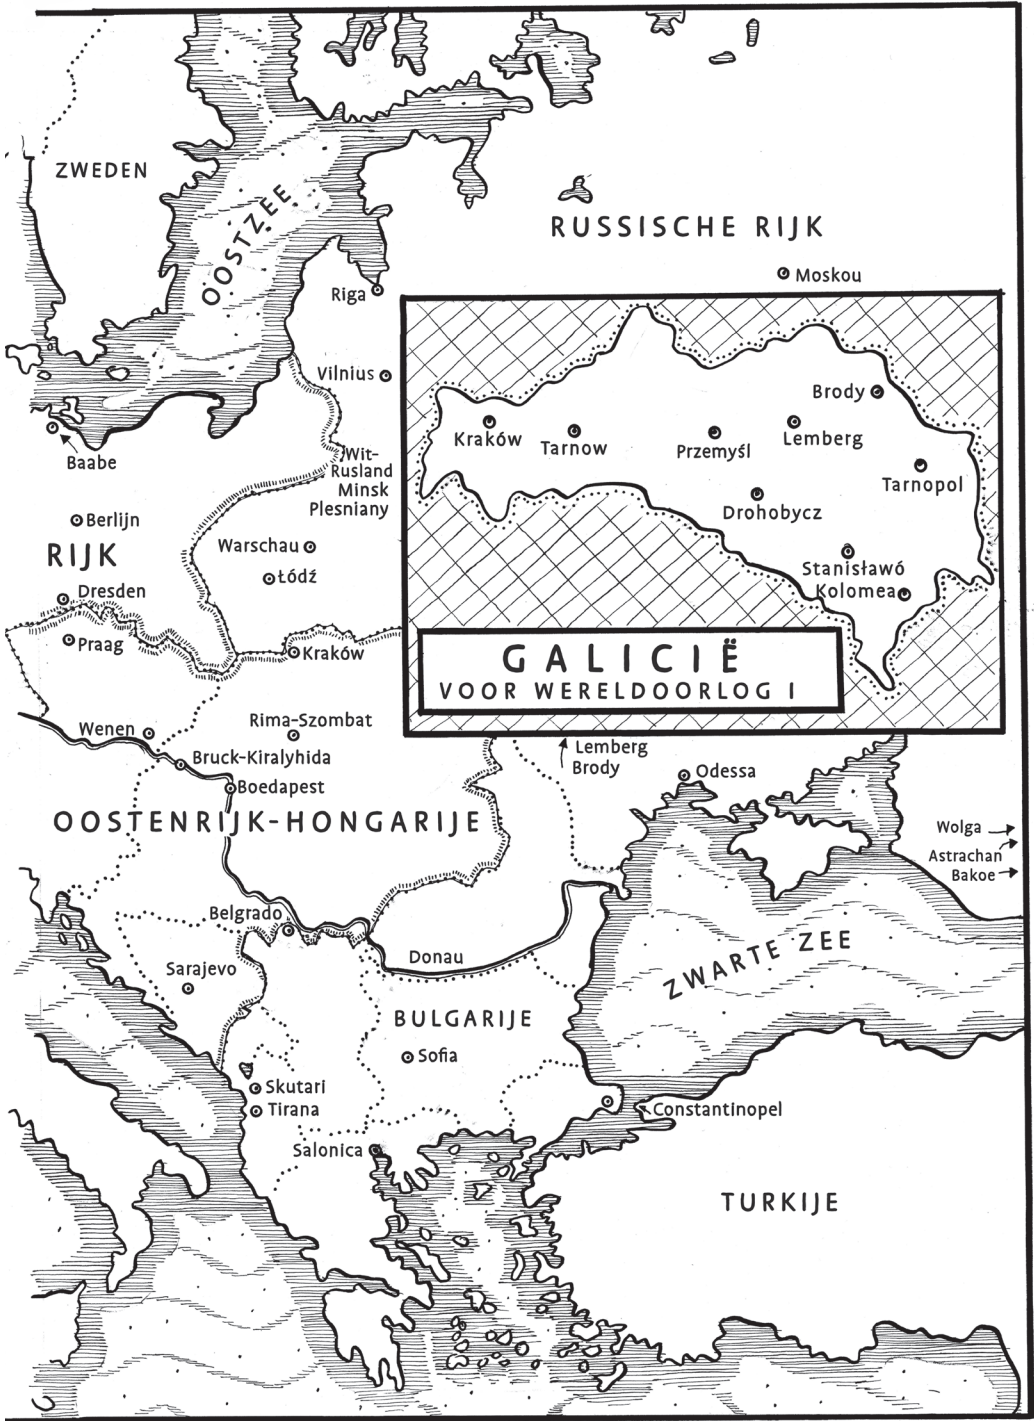 ZWEDEN
OOSTZEE
RUSSISCHE RIJK
Moskou
Riga
Vilnius
Baabe
Wit-
Rusland
Minsk
Plesniany
Berlijn
RIJK
Warschau
Łódź
Dresden
Praag
Kraków
Brody
Kraków
Tarnow
Przemyśl
Lemberg
Tarnopol
Drohobycz
Stanisławó
Kolomea
GALICIË
VOOR WERELDOORLOG I
Wenen
Rima-Szombat
Bruck-Kiralyhida
Boedapest
Lemberg
Brody
Odessa
OOSTENRIJK-HONGARIJE
Wolga
Astrachan
Bakoe
Belgrado
Donau
ZWARTE ZEE
Sarajevo
BULGARIJE
Sofia
Skutari
Tirana
Constantinopel
Salonica
TURKIJE